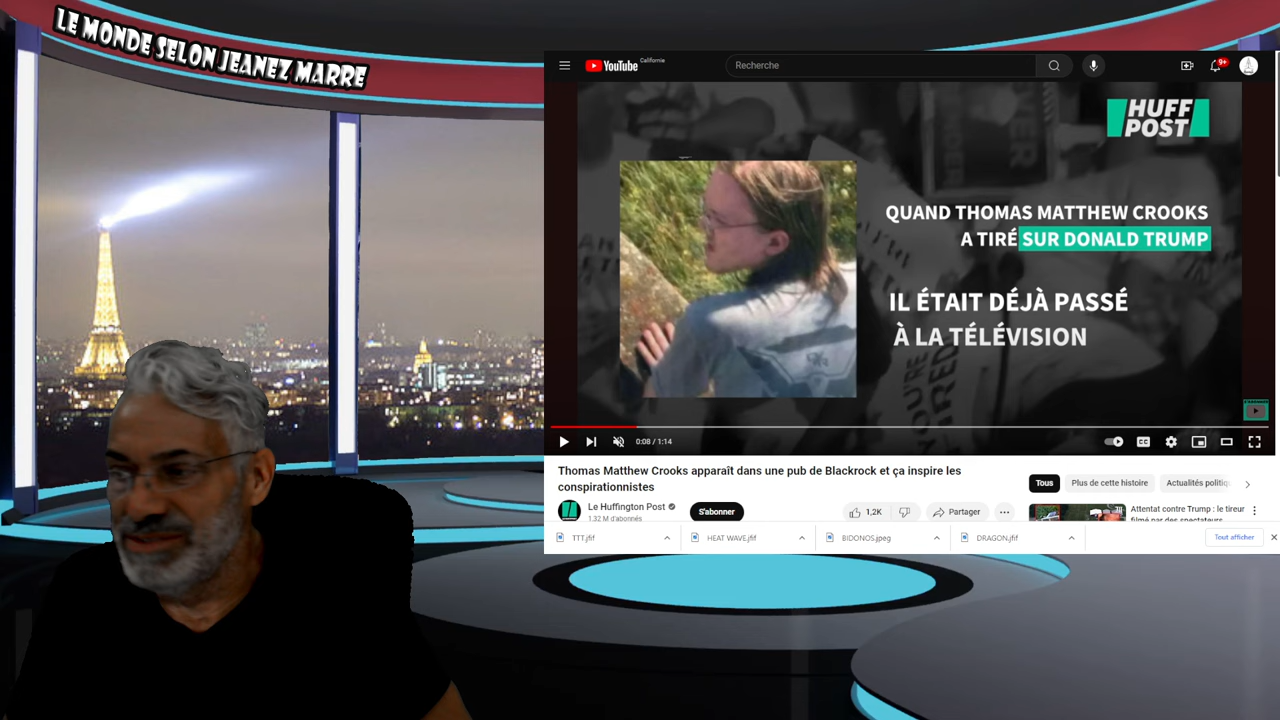 LE MONDE SELON JEANEZ MARRE
YouTube
Californie
Recherche
9+
HUFF
POST
QUAND THOMAS MATTHEW CROOKS
A TIRÉ SUR DONALD TRUMP
IL ÉTAIT DÉJÀ PASSÉ
À LA TÉLÉVISION
0:08 / 1:14
CC
Thomas Matthew Crooks apparaît dans une pub de Blackrock et ça inspire les
conspirationnistes
Le Huffington Post
1.32 M d'abonnés
S'abonner
1,2K
Partager
Tous
Plus de cette histoire
Actualités politiqu
Attentat contre Trump : le tireur
filmé par des spectateurs
TTT.jfif
HEAT WAVE.jfif
BIDONOS.jpeg
DRAGON.jfif
Tout afficher